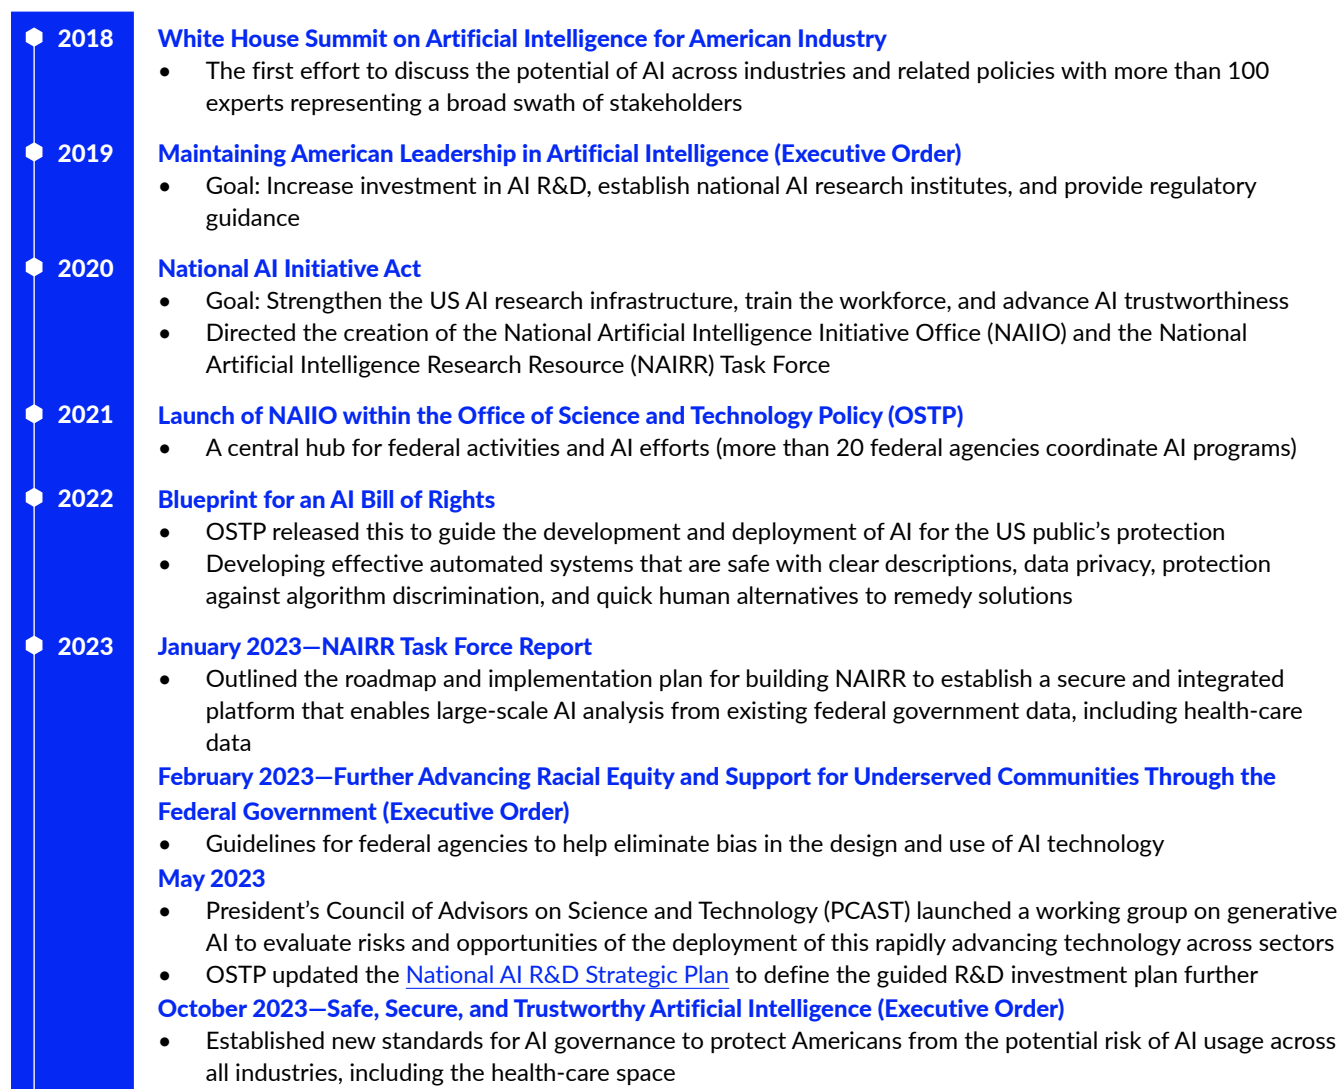 2018 White House Summit on Artificial Intelligence for American Industry
• The first effort to discuss the potential of AI across industries and related policies with more than 100
experts representing a broad swath of stakeholders
2019 Maintaining American Leadership in Artificial Intelligence (Executive Order)
• Goal: Increase investment in AI R&D, establish national AI research institutes, and provide regulatory
guidance
2020 National AI Initiative Act
• Goal: Strengthen the US AI research infrastructure, train the workforce, and advance AI trustworthiness
• Directed the creation of the National Artificial Intelligence Initiative Office (NAIIO) and the National
Artificial Intelligence Research Resource (NAIRR) Task Force
2021 Launch of NAIIO within the Office of Science and Technology Policy (OSTP)
• A central hub for federal activities and AI efforts (more than 20 federal agencies coordinate AI programs)
2022 Blueprint for an AI Bill of Rights
• OSTP released this to guide the development and deployment of AI for the US public’s protection
• Developing effective automated systems that are safe with clear descriptions, data privacy, protection
against algorithm discrimination, and quick human alternatives to remedy solutions
2023 January 2023—NAIRR Task Force Report
• Outlined the roadmap and implementation plan for building NAIRR to establish a secure and integrated
platform that enables large-scale AI analysis from existing federal government data, including health-care
data
February 2023—Further Advancing Racial Equity and Support for Underserved Communities Through the
Federal Government (Executive Order)
• Guidelines for federal agencies to help eliminate bias in the design and use of AI technology
May 2023
• President’s Council of Advisors on Science and Technology (PCAST) launched a working group on generative
AI to evaluate risks and opportunities of the deployment of this rapidly advancing technology across sectors
• OSTP updated the National AI R&D Strategic Plan to define the guided R&D investment plan further
October 2023—Safe, Secure, and Trustworthy Artificial Intelligence (Executive Order)
• Established new standards for AI governance to protect Americans from the potential risk of AI usage across
all industries, including the health-care space